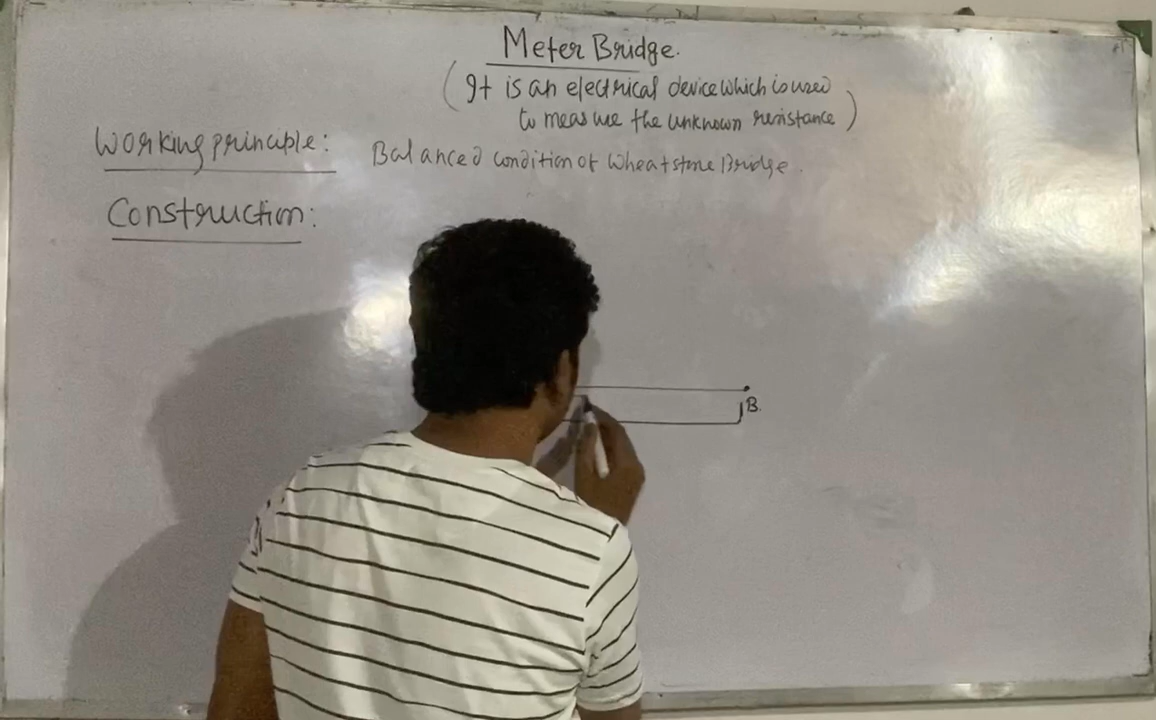 Meter Bridge.
(It is an electrical device which is used
to measure the unknown resistance)
Working principle: Balanced condition of Wheatstone Bridge.
Construction:
B.